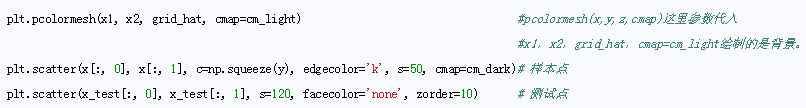 plt.pcolormesh(x1, x2, grid_hat, cmap=cm_light) #pcolormesh(x,y,z,cmap)这里参数代入
#x1，x2，grid_hat，cmap=cm_light绘制的是背景。
plt.scatter(x[:, 0], x[:, 1], c=np.squeeze(y), edgecolor='k', s=50, cmap=cm_dark)# 样本点
plt.scatter(x_test[:, 0], x_test[:, 1], s=120, facecolor='none', zorder=10) # 测试点